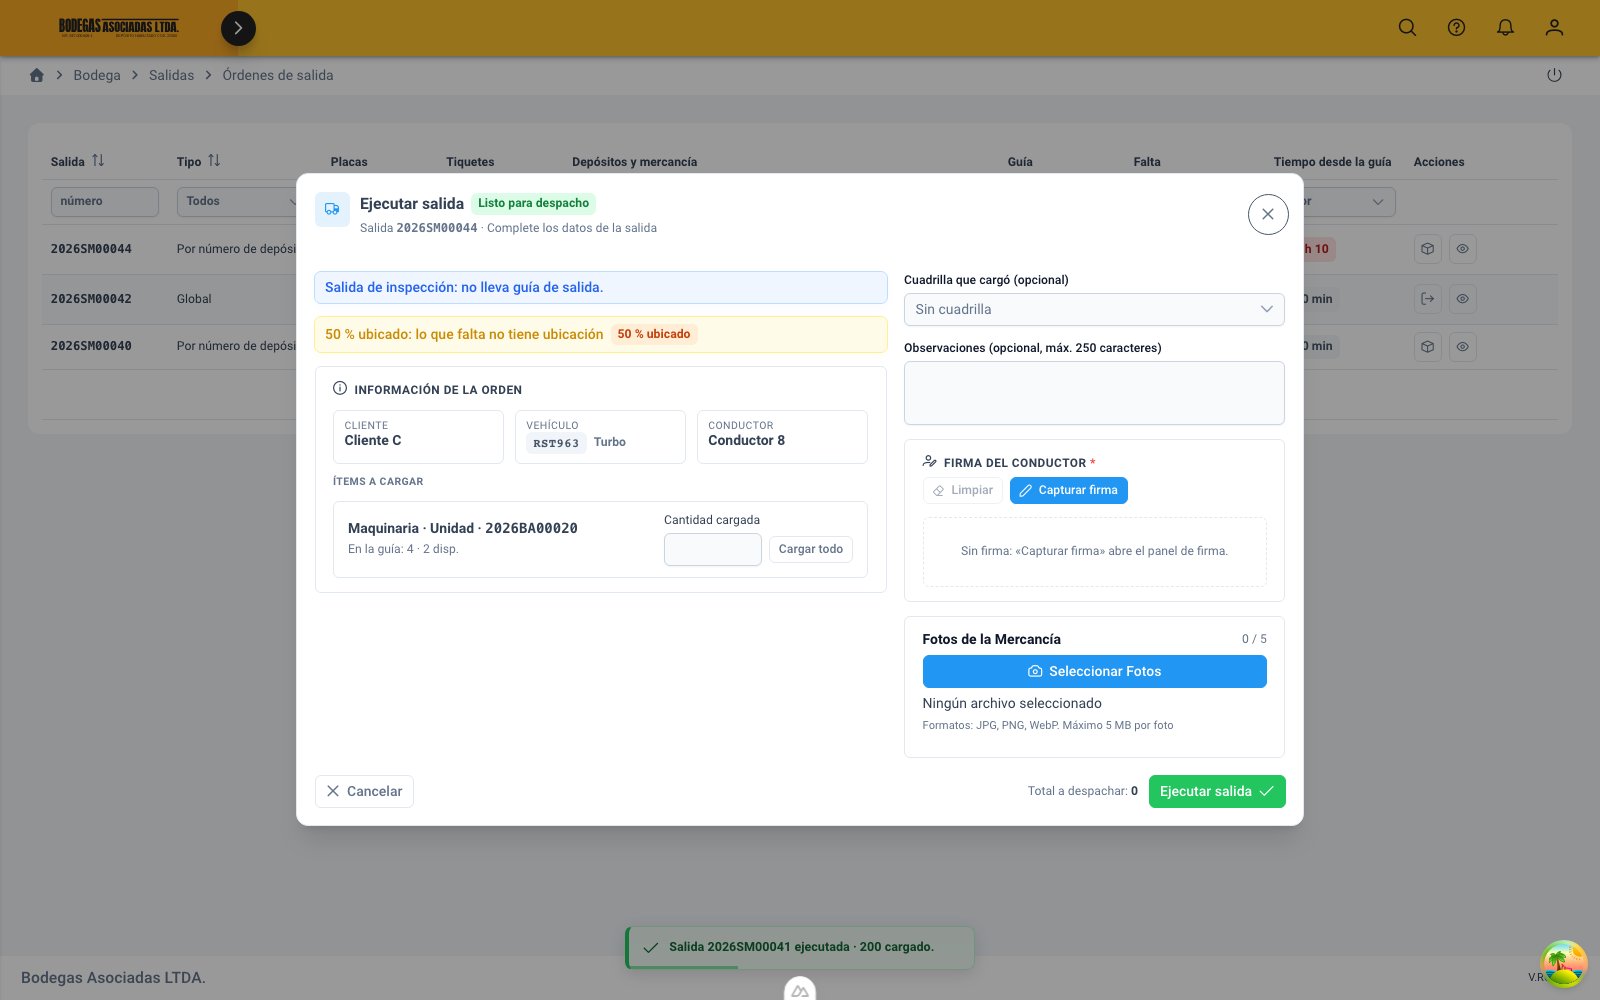 BODEGAS ASOCIADAS LTDA.
Bodega
Salidas
Órdenes de salida
Salida
Tipo
Placas
Tiquetes
Depósitos y mercancía
Guía
Falta
Tiempo desde la guía
Acciones
número
Todos
or
2026SM00044
Por número de depósi
h 10
2026SM00042
Global
0 min
2026SM00040
Por número de depósi
0 min
Ejecutar salida
Listo para despacho
Salida 2026SM00044 · Complete los datos de la salida
Salida de inspección: no lleva guía de salida.
50 % ubicado: lo que falta no tiene ubicación
50 % ubicado
INFORMACIÓN DE LA ORDEN
CLIENTE
Cliente C
VEHÍCULO
RST963 Turbo
CONDUCTOR
Conductor 8
ÍTEMS A CARGAR
Maquinaria · Unidad · 2026BA00020
En la guía: 4 · 2 disp.
Cantidad cargada
Cargar todo
Cuadrilla que cargó (opcional)
Sin cuadrilla
Observaciones (opcional, máx. 250 caracteres)
FIRMA DEL CONDUCTOR *
Limpiar
Capturar firma
Sin firma: «Capturar firma» abre el panel de firma.
Fotos de la Mercancía
0 / 5
Seleccionar Fotos
Ningún archivo seleccionado
Formatos: JPG, PNG, WebP. Máximo 5 MB por foto
Cancelar
Total a despachar: 0
Ejecutar salida
Salida 2026SM00041 ejecutada · 200 cargado.
Bodegas Asociadas LTDA.